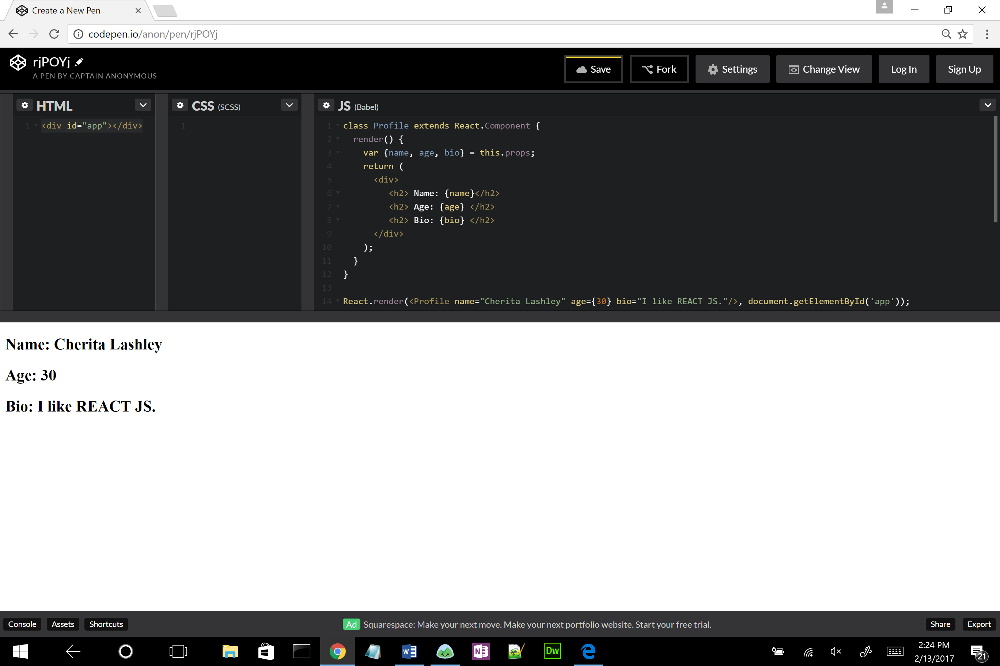 Create a New Pen
codepen.io/anon/pen/rjPOYj
rjPOYj
A PEN BY CAPTAIN ANONYMOUS
Save
Fork
Settings
Change View
Log In
Sign Up
HTML
1 <div id="app"></div>
CSS (SCSS)
1
JS (Babel)
1 class Profile extends React.Component {
2 render() {
3 var {name, age, bio} = this.props;
4 return (
5 <div>
6 <h2> Name: {name}</h2>
7 <h2> Age: {age} </h2>
8 <h2> Bio: {bio} </h2>
9 </div>
10 );
11 }
12 }
13
14 React.render(<Profile name="Cherita Lashley" age={30} bio="I like REACT JS."/>, document.getElementById('app'));
Name: Cherita Lashley
Age: 30
Bio: I like REACT JS.
Console
Assets
Shortcuts
Ad Squarespace: Make your next move. Make your next portfolio website. Start your free trial.
Share
Export
W
N
Dw
2:24 PM
2/13/2017
21